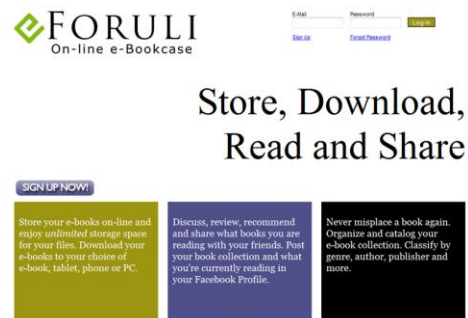 FORULI
On-line e-Bookcase
E-Mail
Password
Log in
Sign Up
Forgot Password
Store, Download,
Read and Share
SIGN UP NOW!
Store your e-books on-line and
enjoy unlimited storage space
for your files. Download your
e-books to your choice of
e-book, tablet, phone or PC.
Discuss, review, recommend
and share what books you are
reading with your friends. Post
your book collection and what
you're currently reading in
your Facebook Profile.
Never misplace a book again.
Organize and catalog your
e-book collection. Classify by
genre, author, publisher and
more.